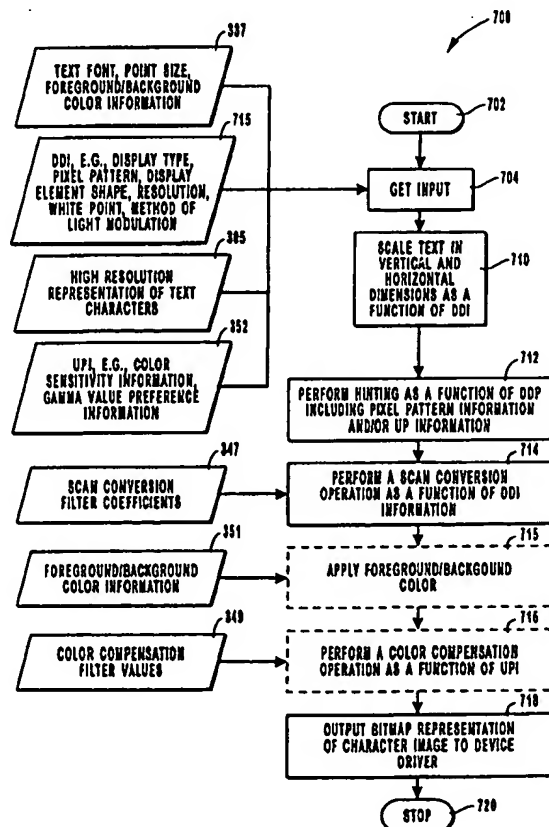 700
337
TEXT FONT, POINT SIZE,
FOREGROUND/BACKGROUND
COLOR INFORMATION
702
START
715
DDI, E.G., DISPLAY TYPE,
PIXEL PATTERN, DISPLAY
ELEMENT SHAPE, RESOLUTION,
WHITE POINT, METHOD OF
LIGHT MODULATION
GET INPUT
704
305
HIGH RESOLUTION
REPRESENTATION OF TEXT
CHARACTERS
SCALE TEXT IN
VERTICAL AND
HORIZONTAL
DIMENSIONS AS A
FUNCTION OF DDI
710
352
UPI, E.G., COLOR
SENSITIVITY INFORMATION,
GAMMA VALUE PREFERENCE
INFORMATION
712
PERFORM HINTING AS A FUNCTION OF DDP
INCLUDING PIXEL PATTERN INFORMATION
AND/OR UP INFORMATION
347
SCAN CONVERSION
FILTER COEFFICIENTS
714
PERFORM A SCAN CONVERSION
OPERATION AS A FUNCTION OF DDI
INFORMATION
351
FOREGROUND/BACKGROUND
COLOR INFORMATION
715
APPLY FOREGROUND/BACKGOUND
COLOR
349
COLOR COMPENSATION
FILTER VALUES
716
PERFORM A COLOR COMPENSATION
OPERATION AS A FUNCTION OF UPI
718
OUTPUT BITMAP REPRESENTATION
OF CHARACTER IMAGE TO DEVICE
DRIVER
STOP
720